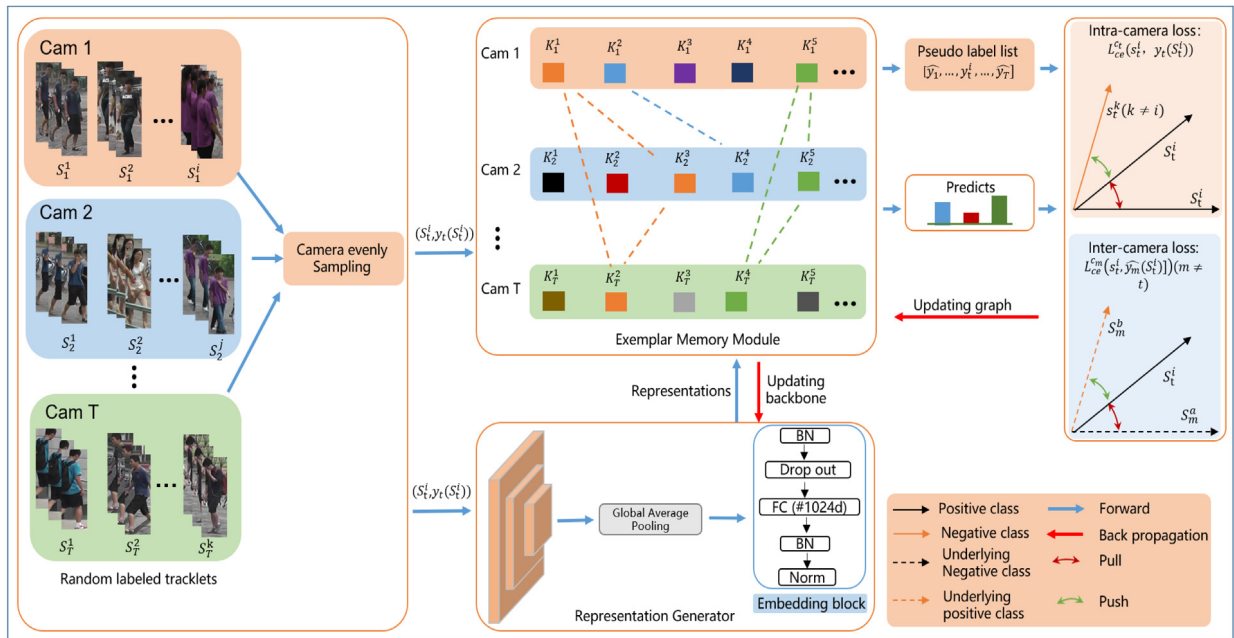 Cam 1
S_1^1
S_1^2
...
S_1^i
Cam 2
S_2^1
S_2^2
...
S_2^j
Cam T
S_T^1
S_T^2
...
S_T^k
Random labeled tracklets
Camera evenly
Sampling
(S_t^i,y_t(S_t^i))
(S_t^i,y_t(S_t^i))
Cam 1
K_1^1 K_1^2 K_1^3 K_1^4 K_1^5
...
Cam 2
K_2^1 K_2^2 K_2^3 K_2^4 K_2^5
...
Cam T
K_T^1 K_T^2 K_T^3 K_T^4 K_T^5
...
Exemplar Memory Module
Representations
Updating
backbone
Global Average
Pooling
BN
Drop out
FC (#1024d)
BN
Norm
Embedding block
Representation Generator
Pseudo label list
[ŷ_1, ..., y_t^i, ..., ŷ_T]
Predicts
Updating graph
Intra-camera loss:
L_ce^{c_t}(s_t^i, y_t(S_t^i))
s_t^k(k ≠ i)
S_t^i
S_t^i
Inter-camera loss:
L_ce^{c_m}(s_t^i, ŷ_m(S_t^i)])(m ≠
t)
S_m^b
S_t^i
S_m^a
Positive class
Negative class
Underlying
Negative class
Underlying
positive class
Forward
Back propagation
Pull
Push